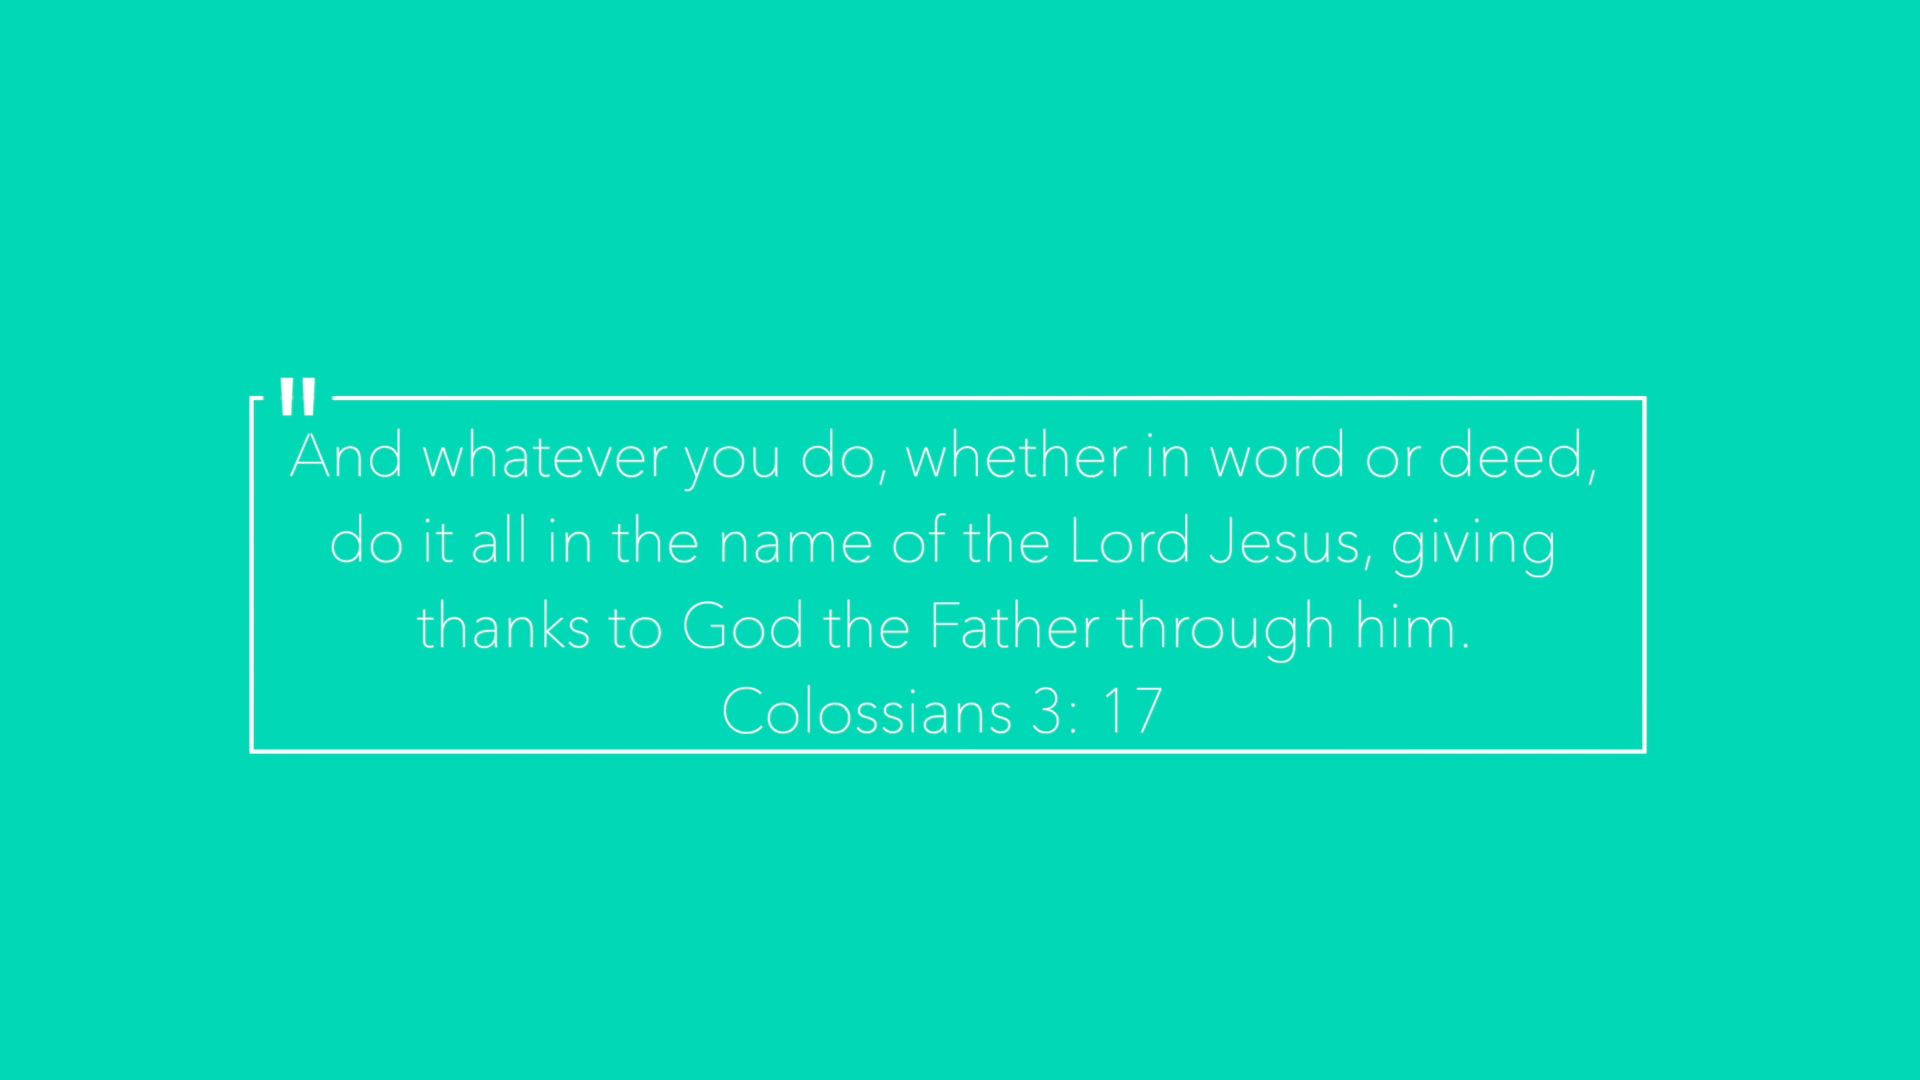 "
And whatever you do, whether in word or deed,
do it all in the name of the Lord Jesus, giving
thanks to God the Father through him.
Colossians 3: 17